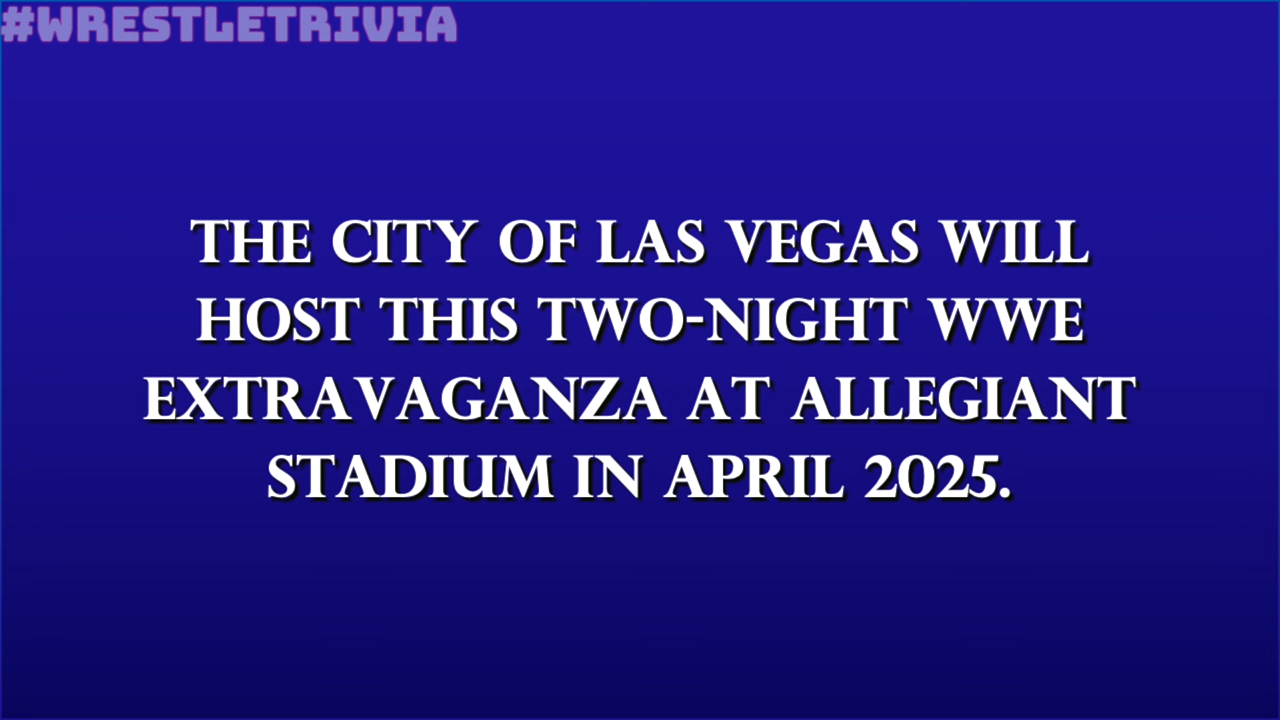 #WRESTLETRIVIA
THE CITY OF LAS VEGAS WILL
HOST THIS TWO-NIGHT WWE
EXTRAVAGANZA AT ALLEGIANT
STADIUM IN APRIL 2025.